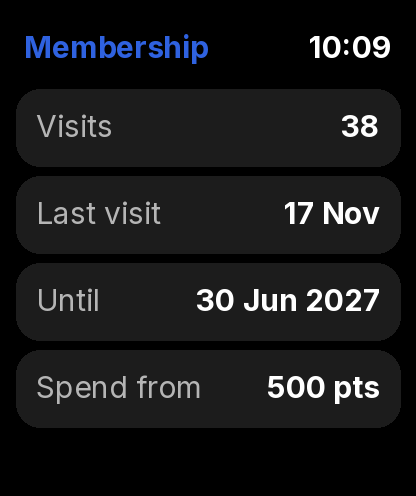 Membership 10:09
Visits 38
Last visit 17 Nov
Until 30 Jun 2027
Spend from 500 pts